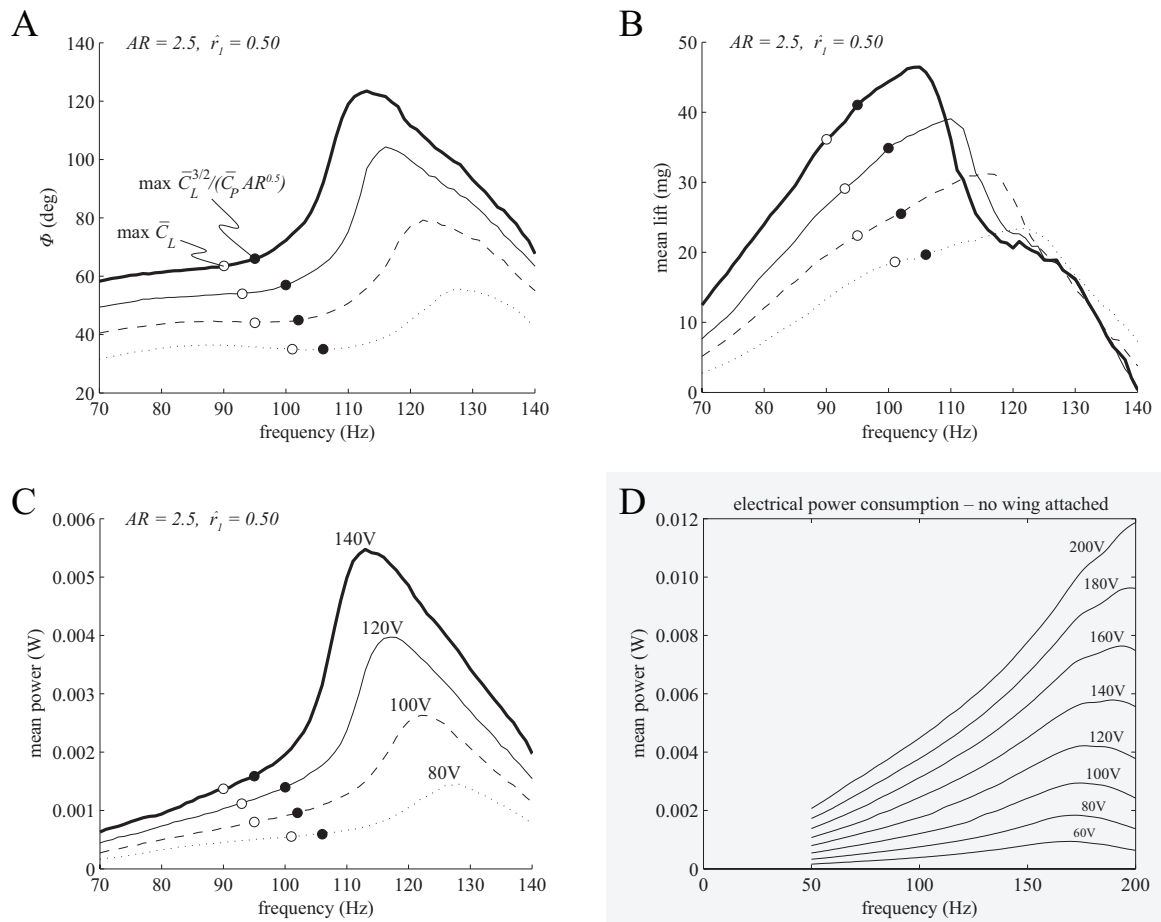 A
AR = 2.5, r̂₁ = 0.50
140
120
100
80
60
40
20
Φ (deg)
max C̄_L^3/2/(C̄_P AR^0.5)
max C̄_L
70 80 90 100 110 120 130 140
frequency (Hz)
B
AR = 2.5, r̂₁ = 0.50
50
40
30
20
10
0
mean lift (mg)
70 80 90 100 110 120 130 140
frequency (Hz)
C
AR = 2.5, r̂₁ = 0.50
0.006
0.005
0.004
0.003
0.002
0.001
0
mean power (W)
140V
120V
100V
80V
70 80 90 100 110 120 130 140
frequency (Hz)
D
electrical power consumption – no wing attached
0.012
0.010
0.008
0.006
0.004
0.002
0
mean power (W)
200V
180V
160V
140V
120V
100V
80V
60V
0 50 100 150 200
frequency (Hz)